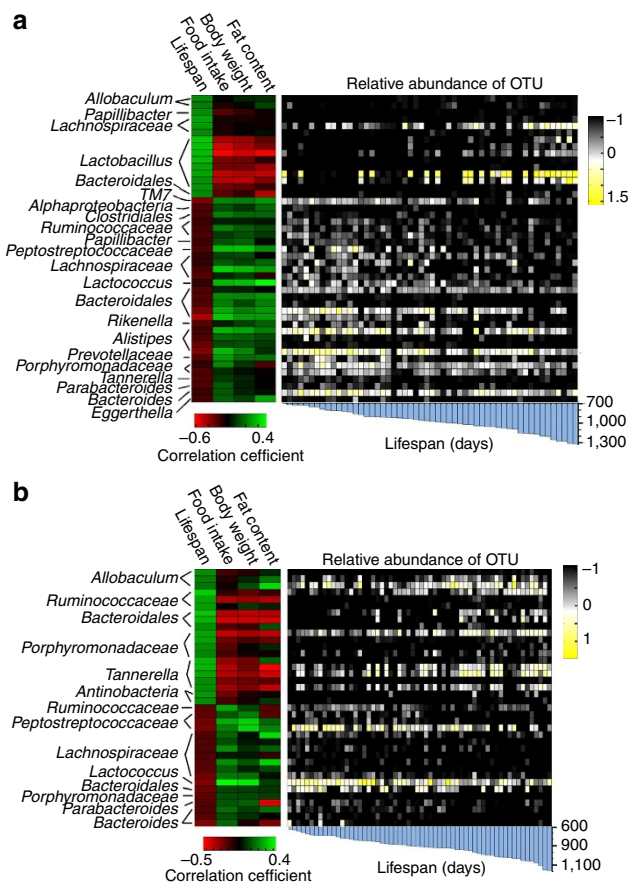 a
Lifespan
Food intake
Body weight
Fat content
Relative abundance of OTU
Allobaculum
Papillibacter
Lachnospiraceae
Lactobacillus
Bacteroidales
TM7
Alphaproteobacteria
Clostridiales
Ruminococcaceae
Papillibacter
Peptostreptococcaceae
Lachnospiraceae
Lactococcus
Bacteroidales
Rikenella
Alistipes
Prevotellaceae
Porphyromonadaceae
Tannerella
Parabacteroides
Bacteroides
Eggerthella
−1
0
1.5
700
1,000
1,300
−0.6 0.4
Correlation cefficient
Lifespan (days)
b
Lifespan
Food intake
Body weight
Fat content
Relative abundance of OTU
Allobaculum
Ruminococcaceae
Bacteroidales
Porphyromonadaceae
Tannerella
Antinobacteria
Ruminococcaceae
Peptostreptococcaceae
Lachnospiraceae
Lactococcus
Bacteroidales
Porphyromonadaceae
Parabacteroides
Bacteroides
−1
0
1
600
900
1,100
−0.5 0.4
Correlation cefficient
Lifespan (days)